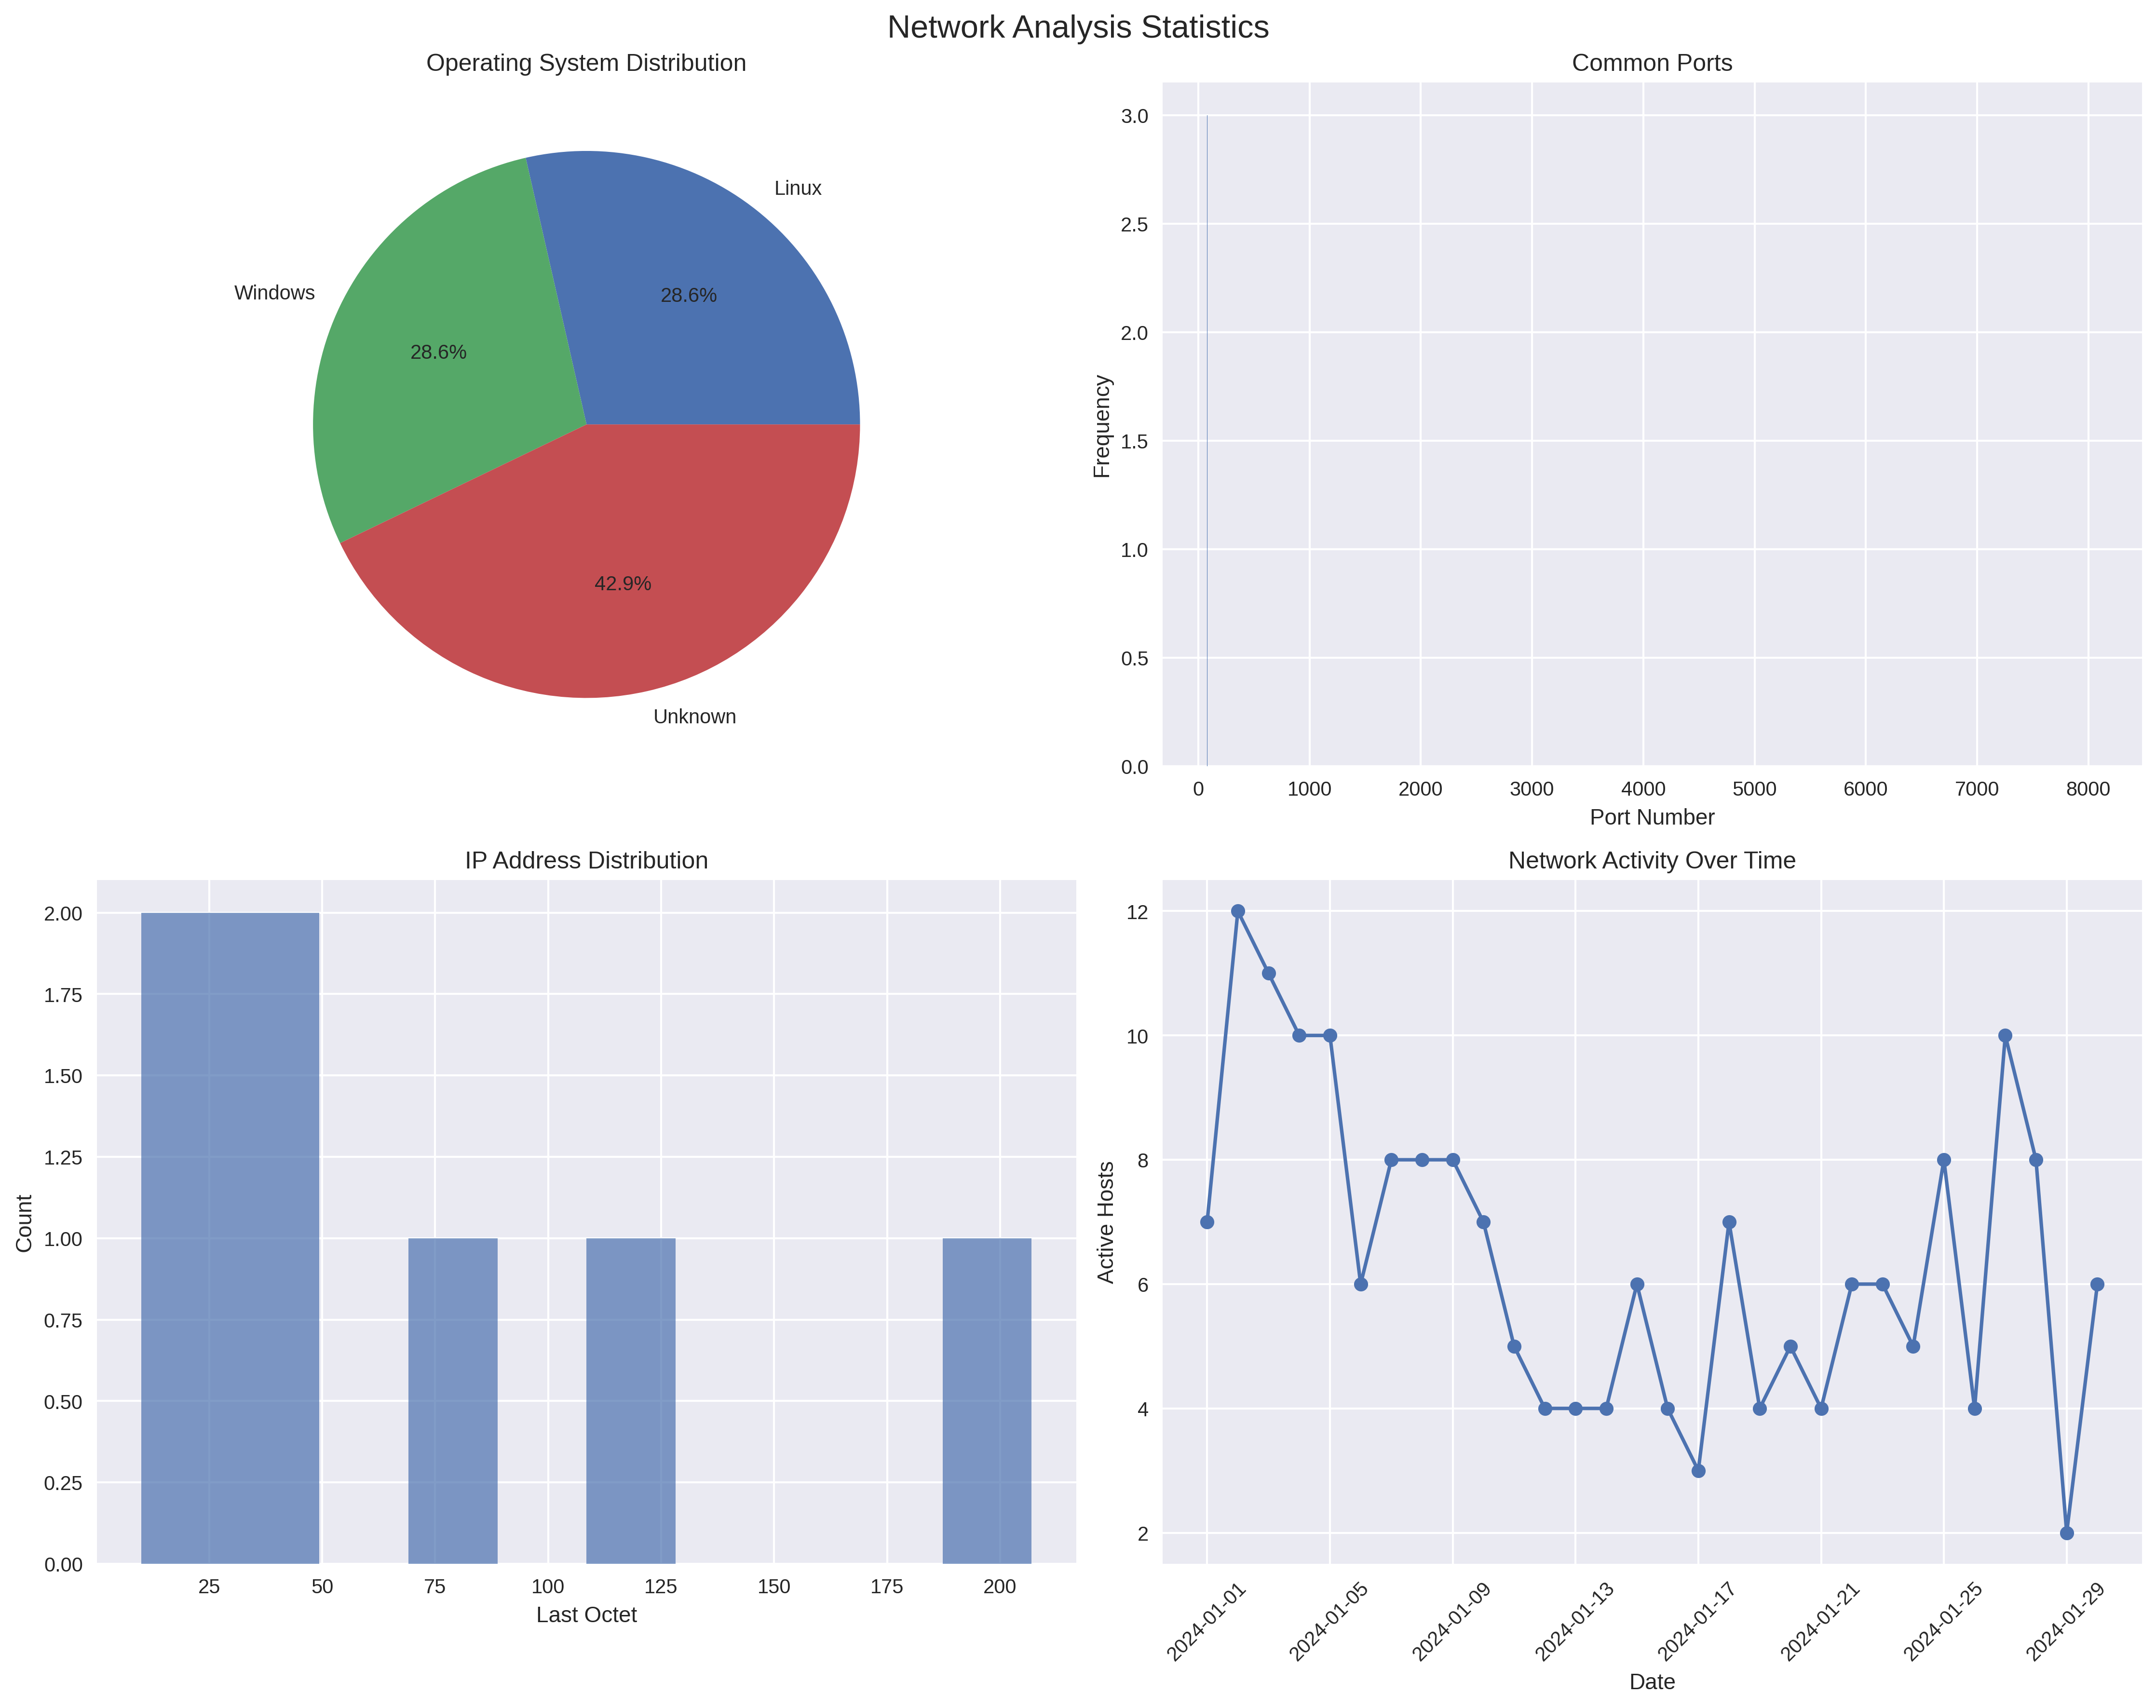 Network Analysis Statistics
Operating System Distribution
Linux
Windows
Unknown
28.6%
28.6%
42.9%
Common Ports
Frequency
3.0
2.5
2.0
1.5
1.0
0.5
0.0
0 1000 2000 3000 4000 5000 6000 7000 8000
Port Number
IP Address Distribution
Count
2.00
1.75
1.50
1.25
1.00
0.75
0.50
0.25
0.00
25 50 75 100 125 150 175 200
Last Octet
Network Activity Over Time
Active Hosts
12
10
8
6
4
2
2024-01-01 2024-01-05 2024-01-09 2024-01-13 2024-01-17 2024-01-21 2024-01-25 2024-01-29
Date